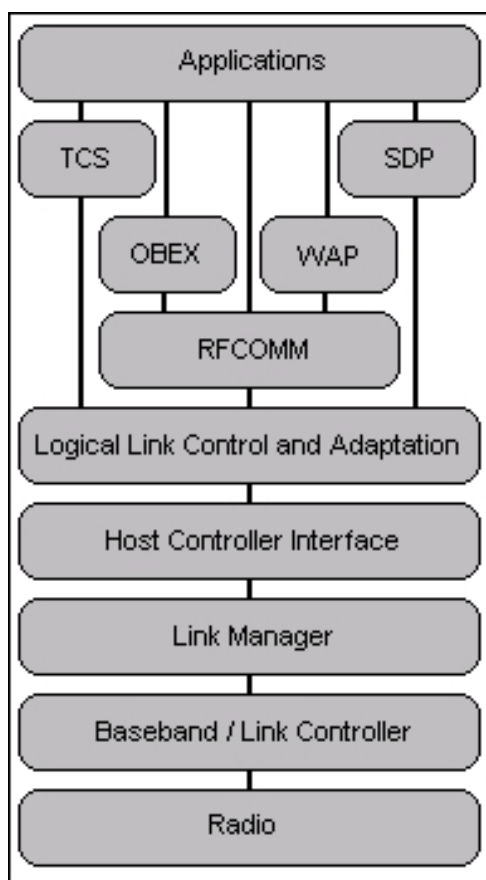 Applications
TCS
SDP
OBEX
WAP
RFCOMM
Logical Link Control and Adaptation
Host Controller Interface
Link Manager
Baseband / Link Controller
Radio